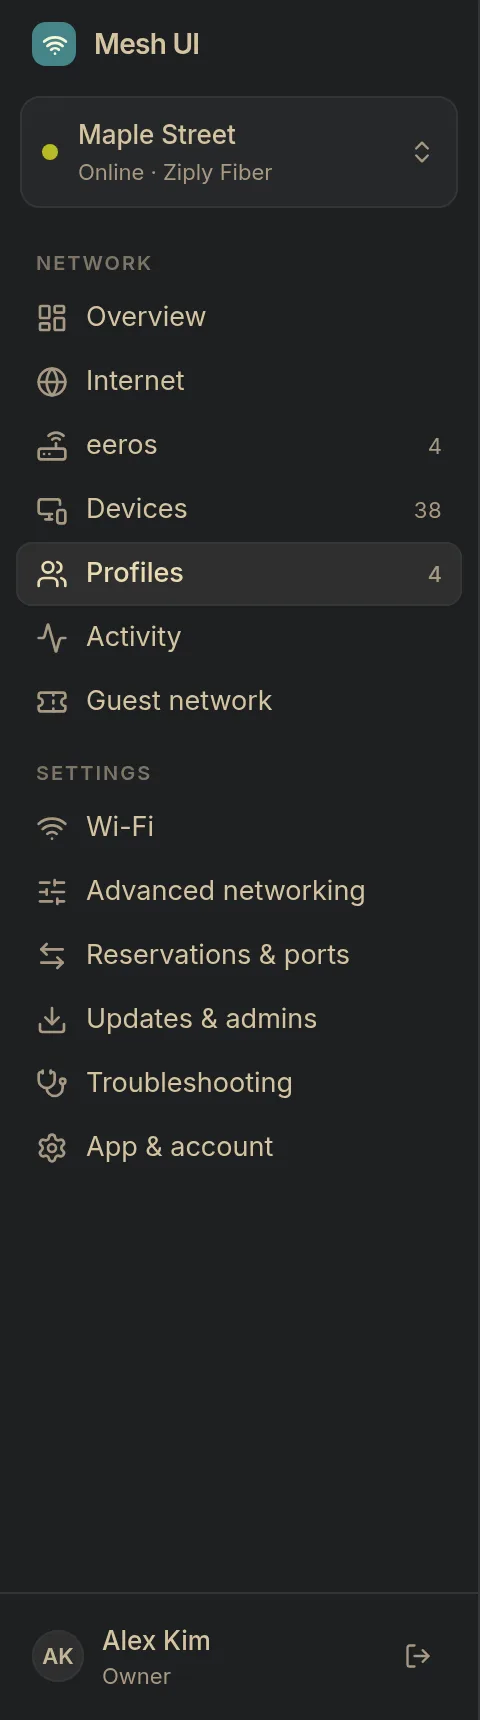 Mesh UI
Maple Street
Online · Ziply Fiber
NETWORK
Overview
Internet
eeros 4
Devices 38
Profiles 4
Activity
Guest network
SETTINGS
Wi-Fi
Advanced networking
Reservations & ports
Updates & admins
Troubleshooting
App & account
AK
Alex Kim
Owner